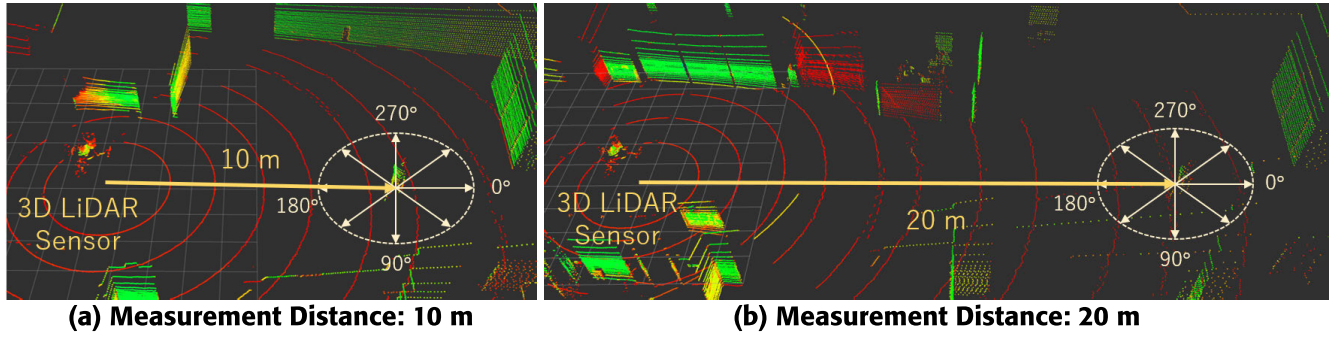 270°
10 m
0°
180°
3D LiDAR
Sensor
90°
(a) Measurement Distance: 10 m
270°
0°
180°
3D LiDAR
Sensor
20 m
90°
(b) Measurement Distance: 20 m